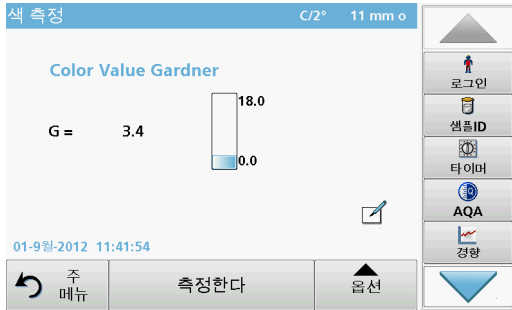 색 측정 C/2° 11 mm o
Color Value Gardner
18.0
G = 3.4
0.0
01-9월-2012 11:41:54
주
메뉴
측정한다
옵션
로그인
샘플ID
타이머
AQA
경향